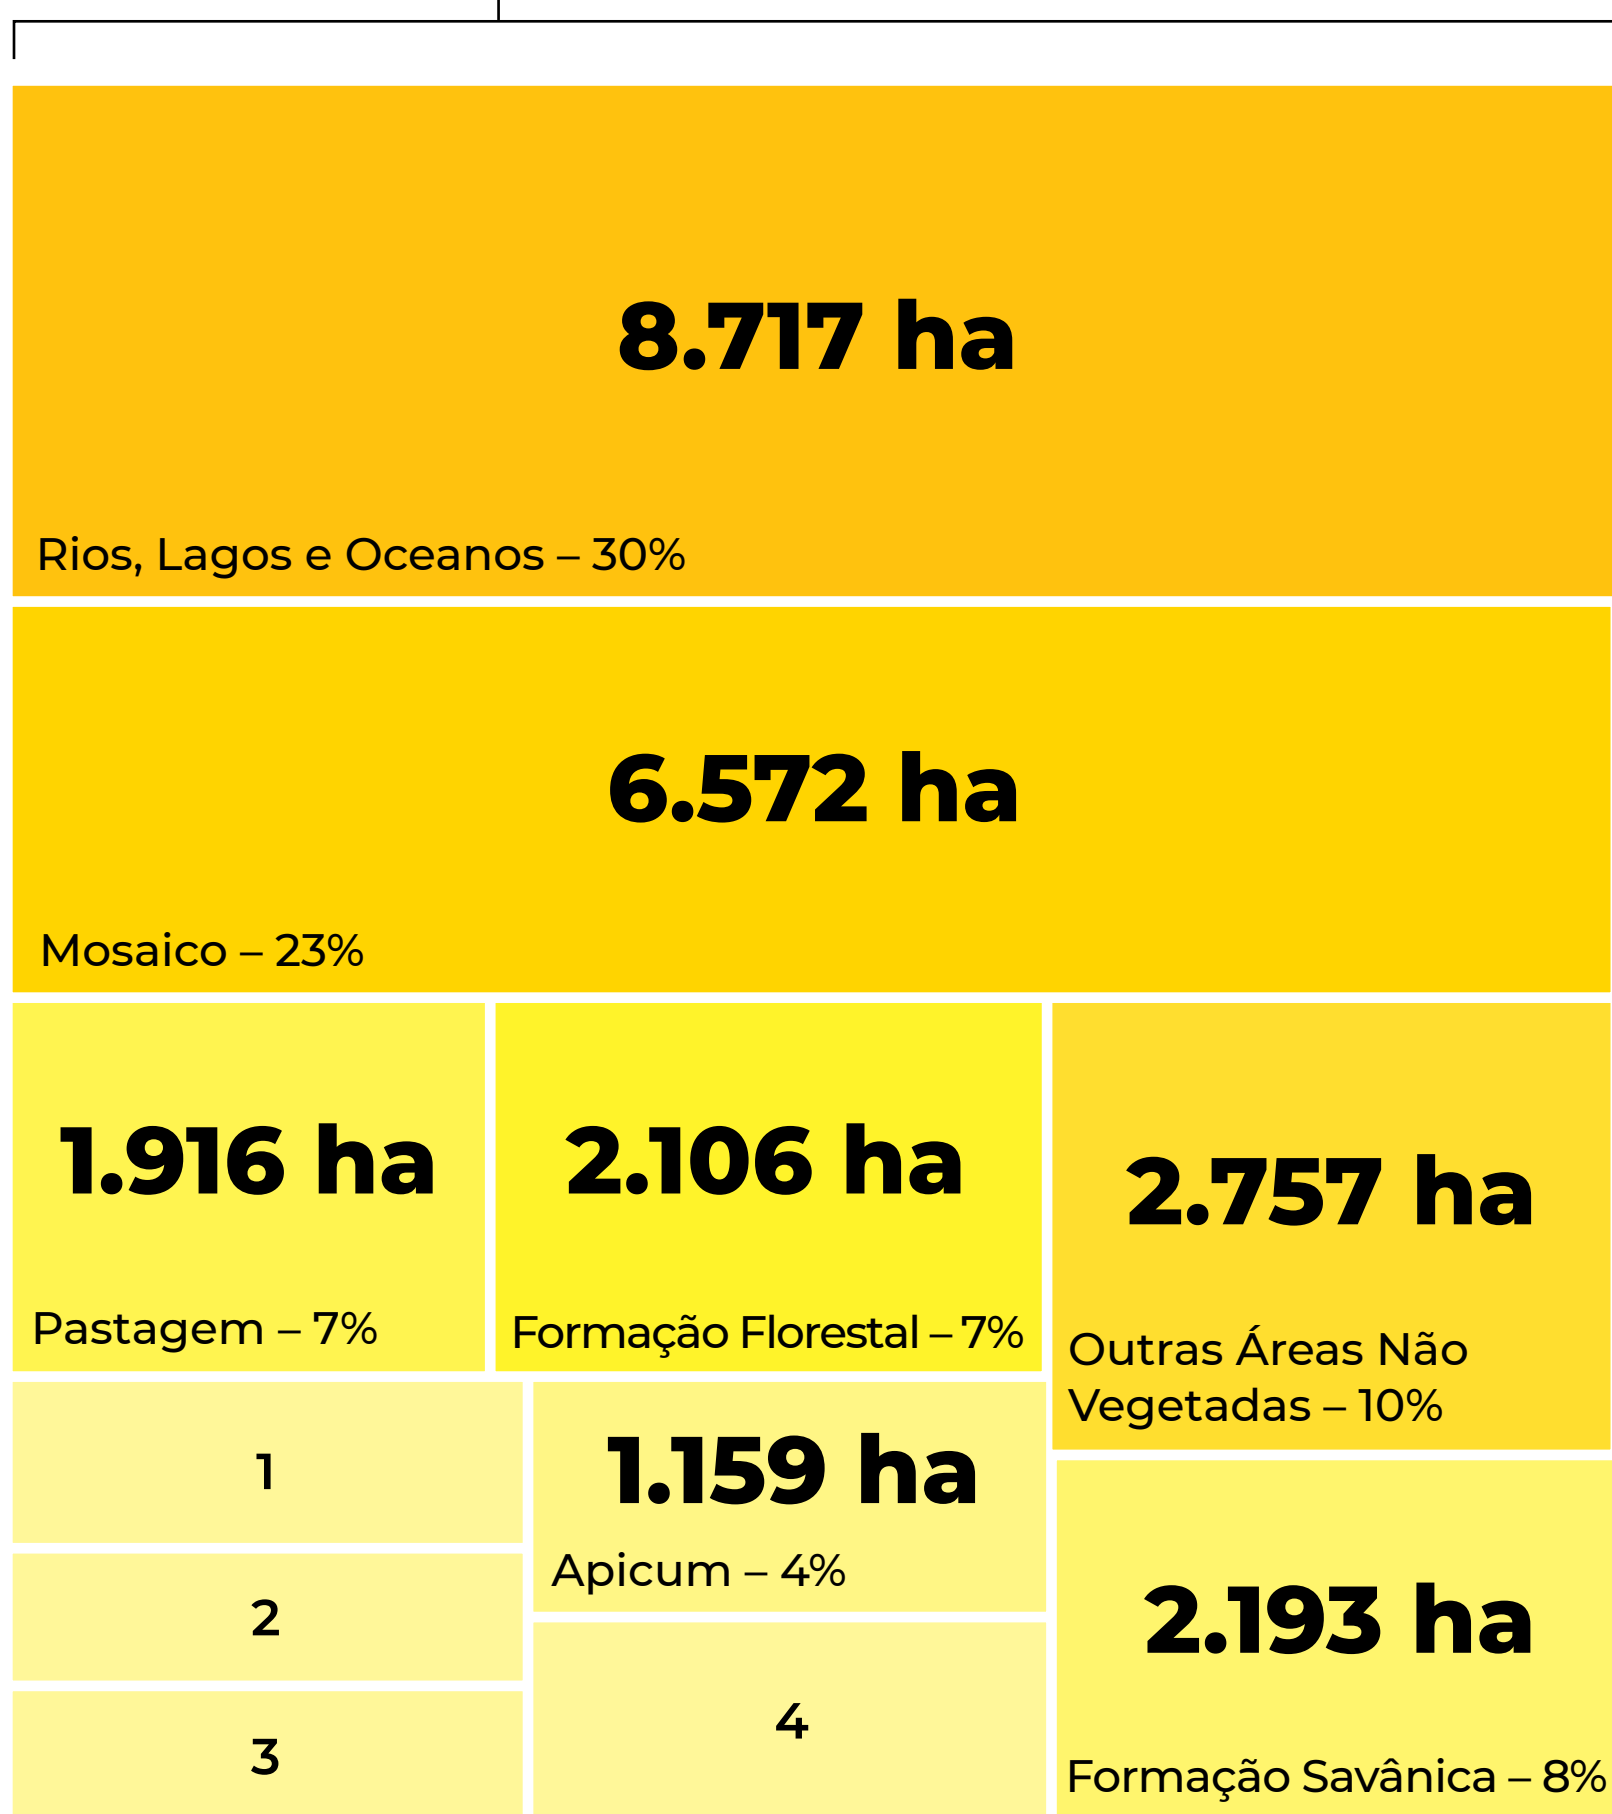 8.717 ha
Rios, Lagos e Oceanos – 30%
6.572 ha
Mosaico – 23%
1.916 ha
Pastagem – 7%
2.106 ha
Formação Florestal – 7%
2.757 ha
Outras Áreas Não
Vegetadas – 10%
1
2
3
1.159 ha
Apicum – 4%
4
2.193 ha
Formação Savânica – 8%